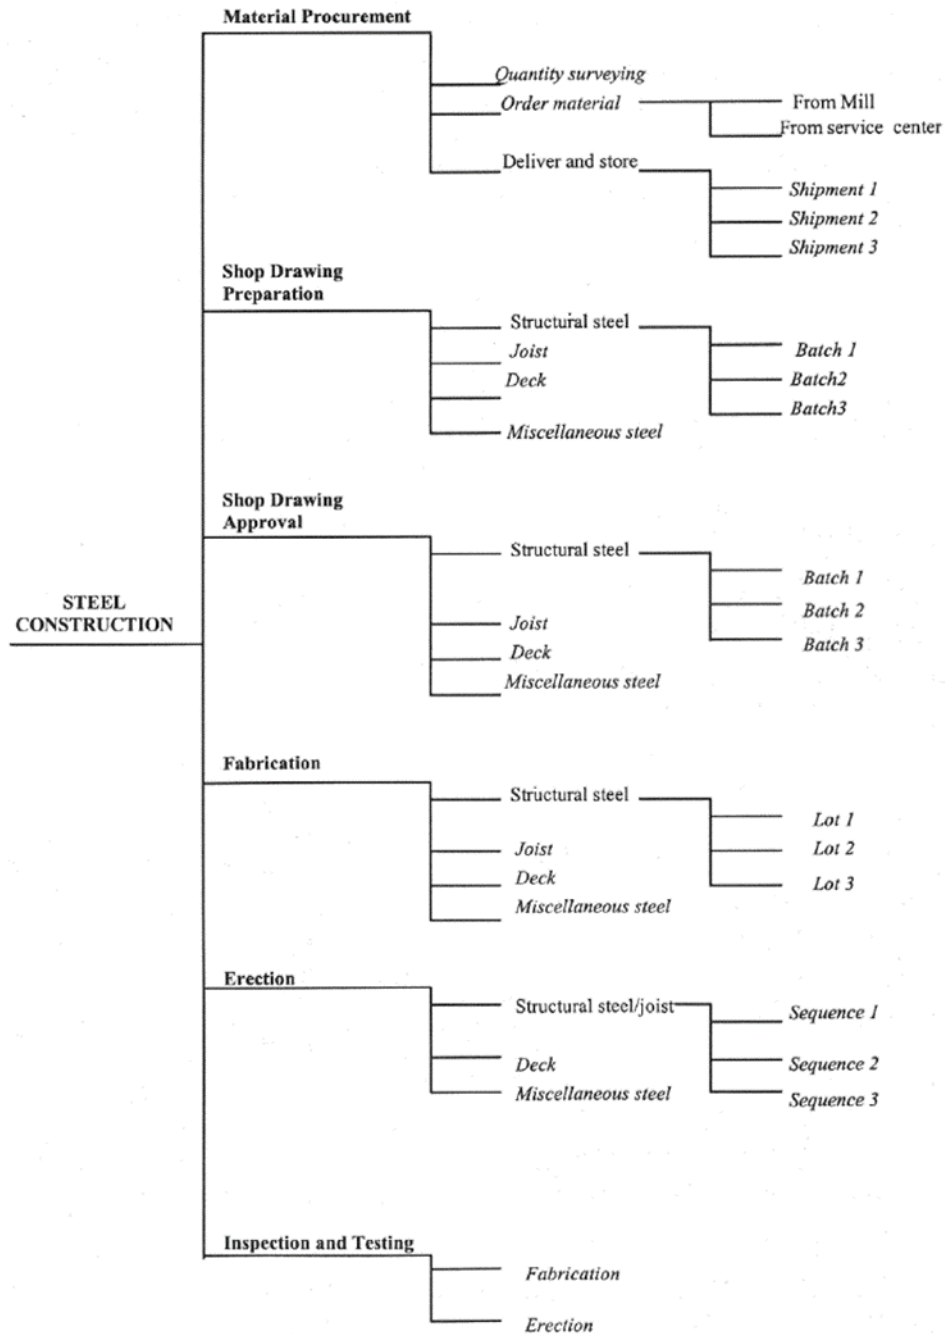 Material Procurement
Quantity surveying
Order material
From Mill
From service center
Deliver and store
Shipment 1
Shipment 2
Shipment 3
Shop Drawing
Preparation
Structural steel
Joist
Batch 1
Deck
Batch2
Batch3
Miscellaneous steel
Shop Drawing
Approval
Structural steel
Batch 1
STEEL
CONSTRUCTION
Batch 2
Joist
Batch 3
Deck
Miscellaneous steel
Fabrication
Structural steel
Lot 1
Joist
Lot 2
Deck
Lot 3
Miscellaneous steel
Erection
Structural steel/joist
Sequence 1
Deck
Sequence 2
Miscellaneous steel
Sequence 3
Inspection and Testing
Fabrication
Erection